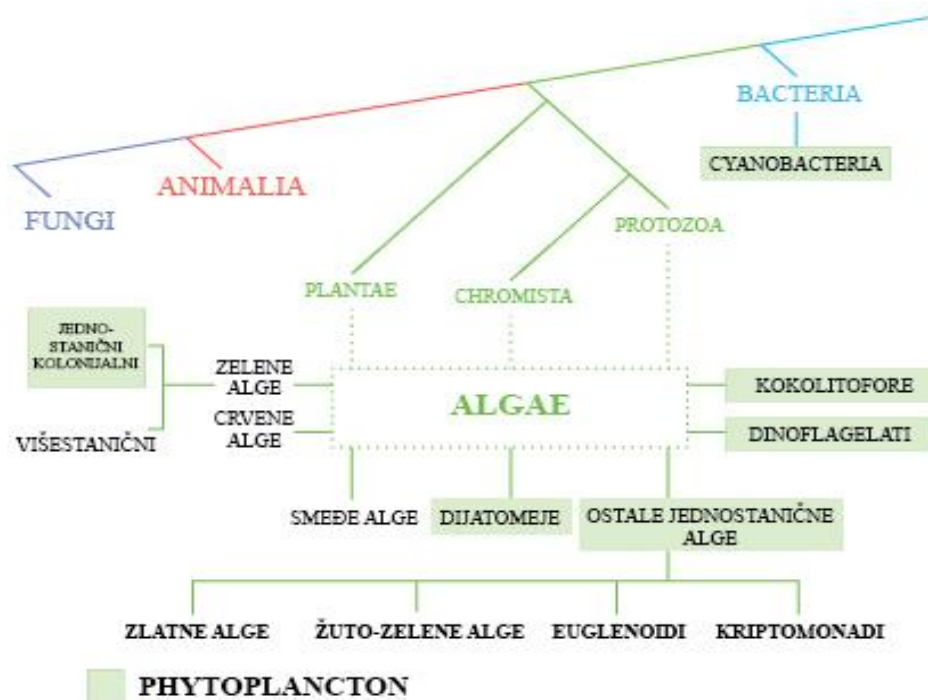 BACTERIA
CYANOBACTERIA
ANIMALIA
FUNGI
PROTOZOA
PLANTAE
CHROMISTA
JEDNO-
STANIČNI
KOLONIJALNI
VIŠESTANIČNI
ZELENE
ALGE
CRVENE
ALGE
ALGAE
KOKOLITOFORE
DINOFLAGELATI
SMEĐE ALGE
DIJATOMEJE
OSTALE JEDNOSTANIČNE
ALGE
ZLATNE ALGE
ŽUTO-ZELENE ALGE
EUGLENOIDI
KRIPTOMONADI
PHYTOPLANCTON